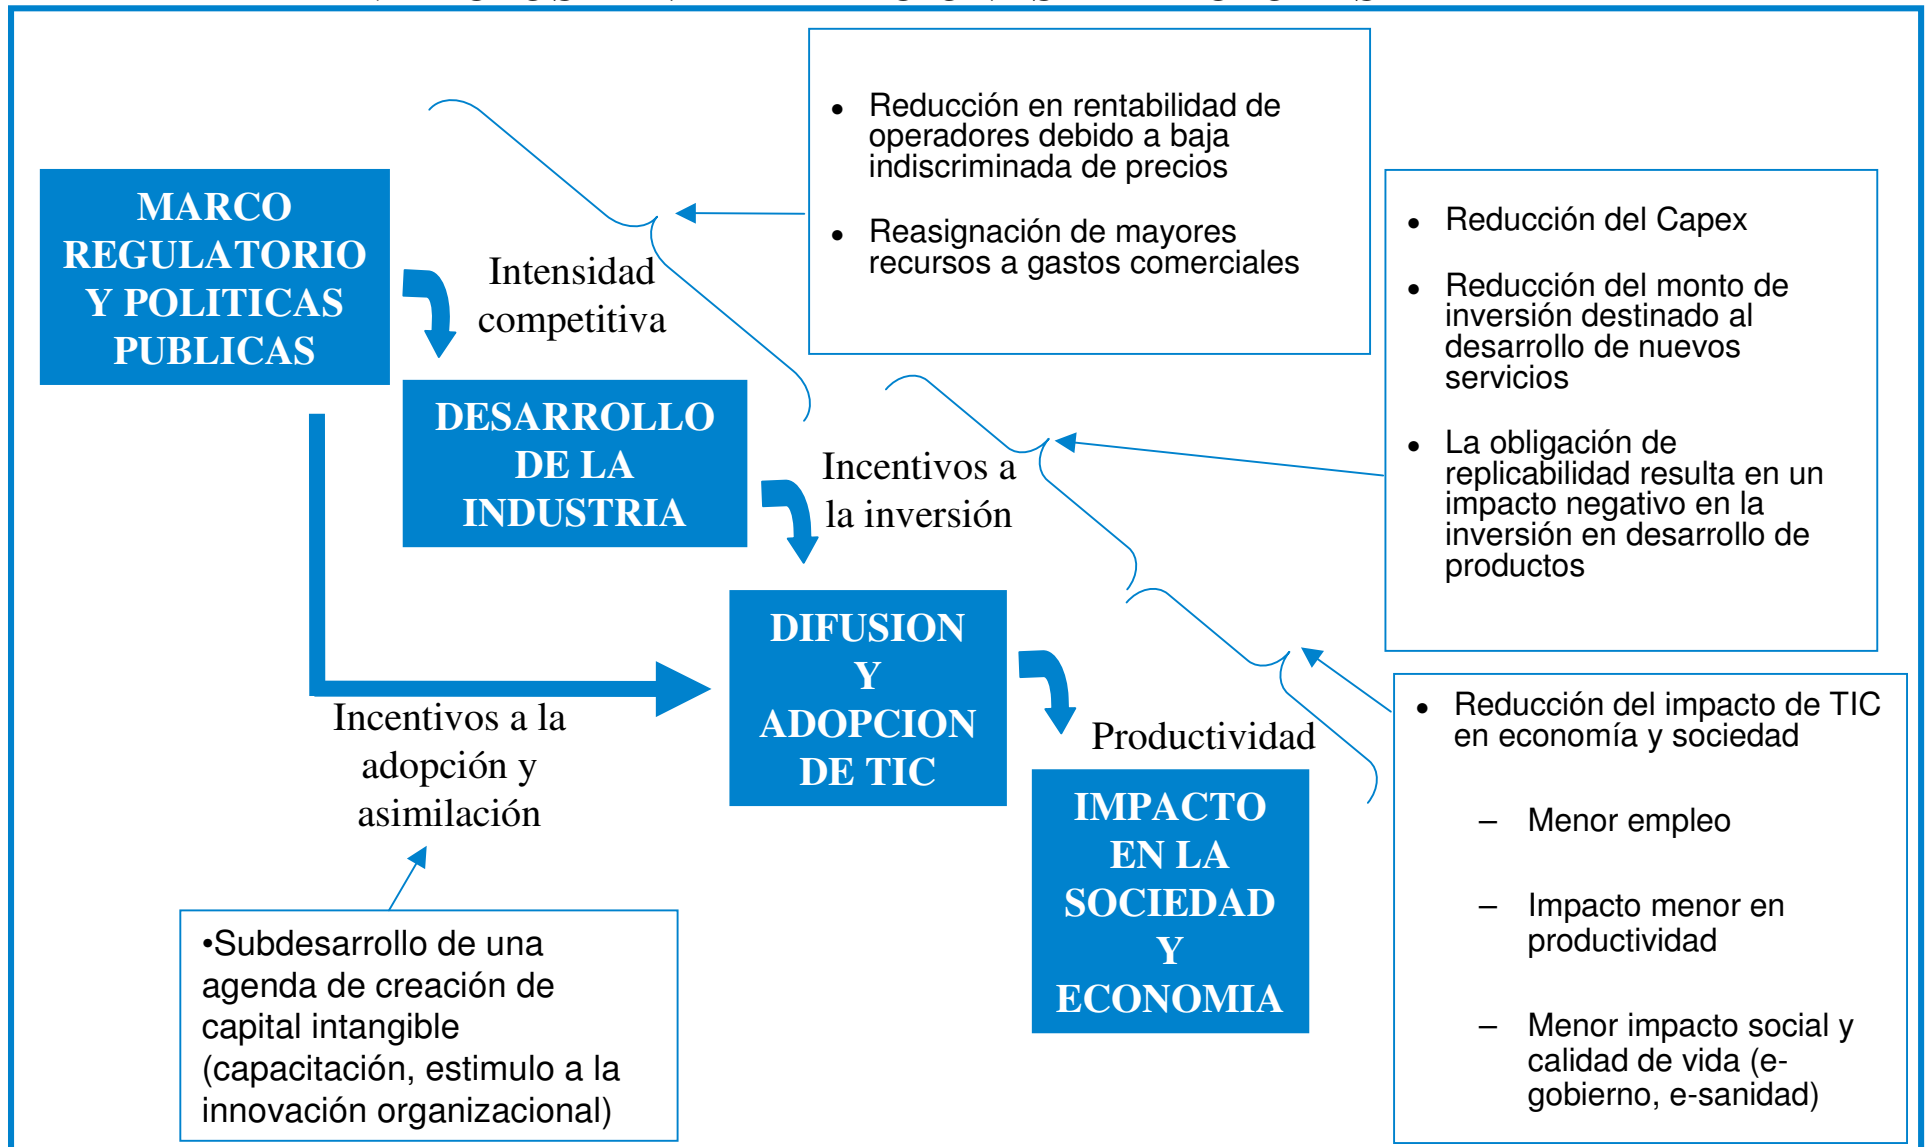 • Reducción en rentabilidad de
operadores debido a baja
indiscriminada de precios
• Reasignación de mayores
recursos a gastos comerciales
MARCO
REGULATORIO
Y POLITICAS
PUBLICAS
Intensidad
competitiva
• Reducción del Capex
• Reducción del monto de
inversión destinado al
desarrollo de nuevos
servicios
• La obligación de
replicabilidad resulta en un
impacto negativo en la
inversión en desarrollo de
productos
DESARROLLO
DE LA
INDUSTRIA
Incentivos a
la inversión
DIFUSION
Y
ADOPCION
DE TIC
Incentivos a la
adopción y
asimilación
Productividad
• Reducción del impacto de TIC
en economía y sociedad
– Menor empleo
– Impacto menor en
productividad
– Menor impacto social y
calidad de vida (e-
gobierno, e-sanidad)
IMPACTO
EN LA
SOCIEDAD
Y
ECONOMIA
•Subdesarrollo de una
agenda de creación de
capital intangible
(capacitación, estimulo a la
innovación organizacional)